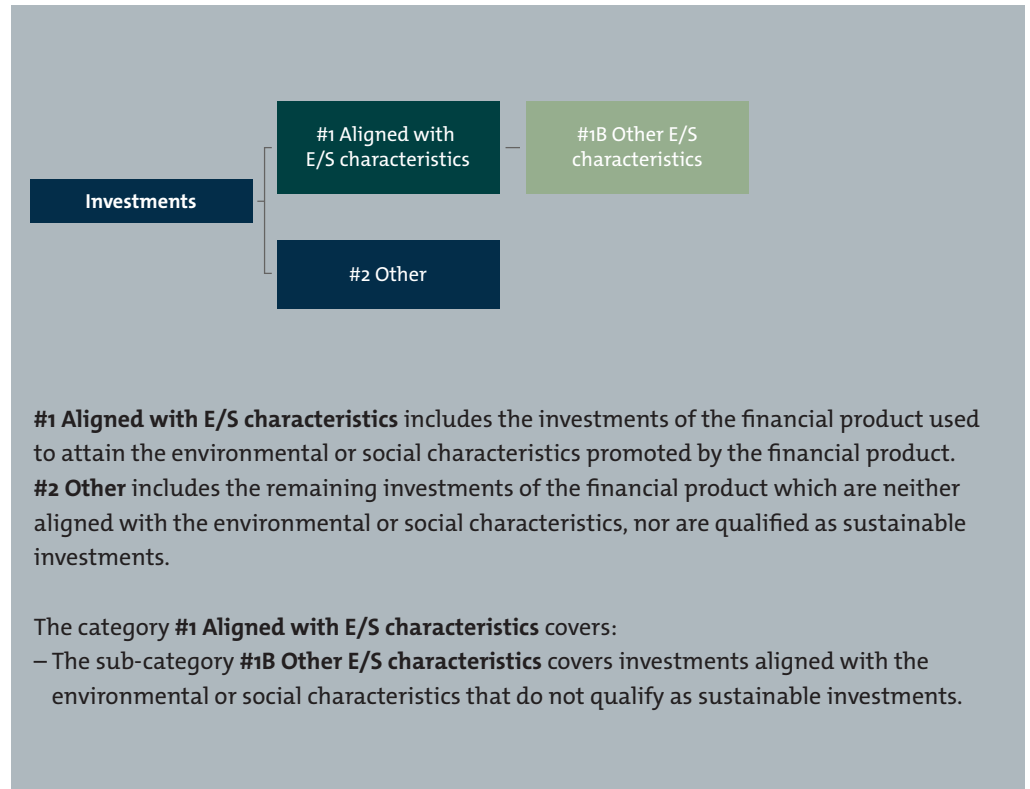 #1 Aligned with
E/S characteristics
#1B Other E/S
characteristics
Investments
#2 Other
#1 Aligned with E/S characteristics includes the investments of the financial product used
to attain the environmental or social characteristics promoted by the financial product.
#2 Other includes the remaining investments of the financial product which are neither
aligned with the environmental or social characteristics, nor are qualified as sustainable
investments.
The category #1 Aligned with E/S characteristics covers:
– The sub-category #1B Other E/S characteristics covers investments aligned with the
environmental or social characteristics that do not qualify as sustainable investments.